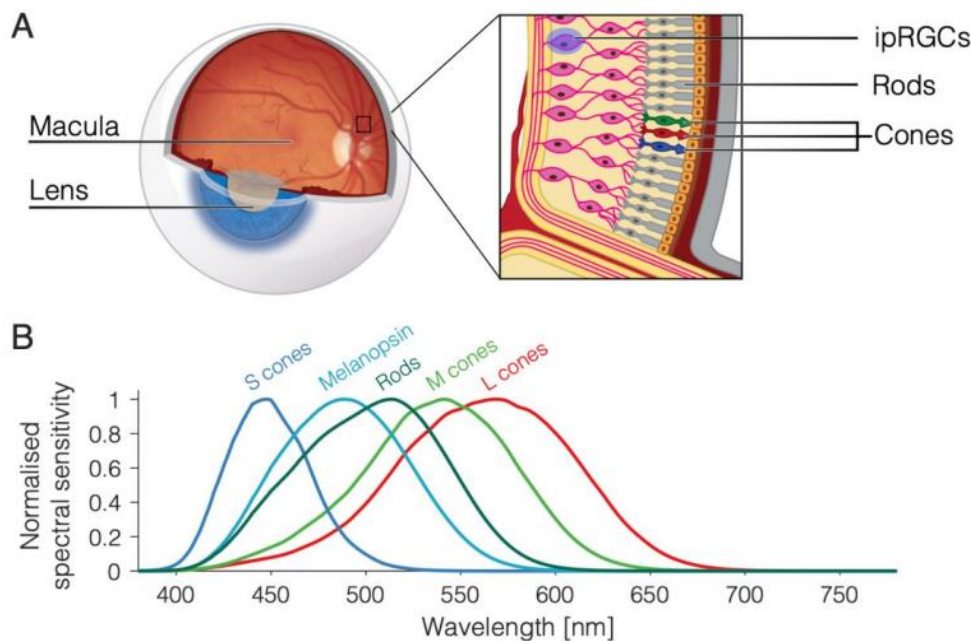 A
Macula
Lens
ipRGCs
Rods
Cones
B
S cones
Melanopsin
Rods
M cones
L cones
Normalised
spectral sensitivity
1
0.8
0.6
0.4
0.2
0
400
450
500
550
600
650
700
750
Wavelength [nm]